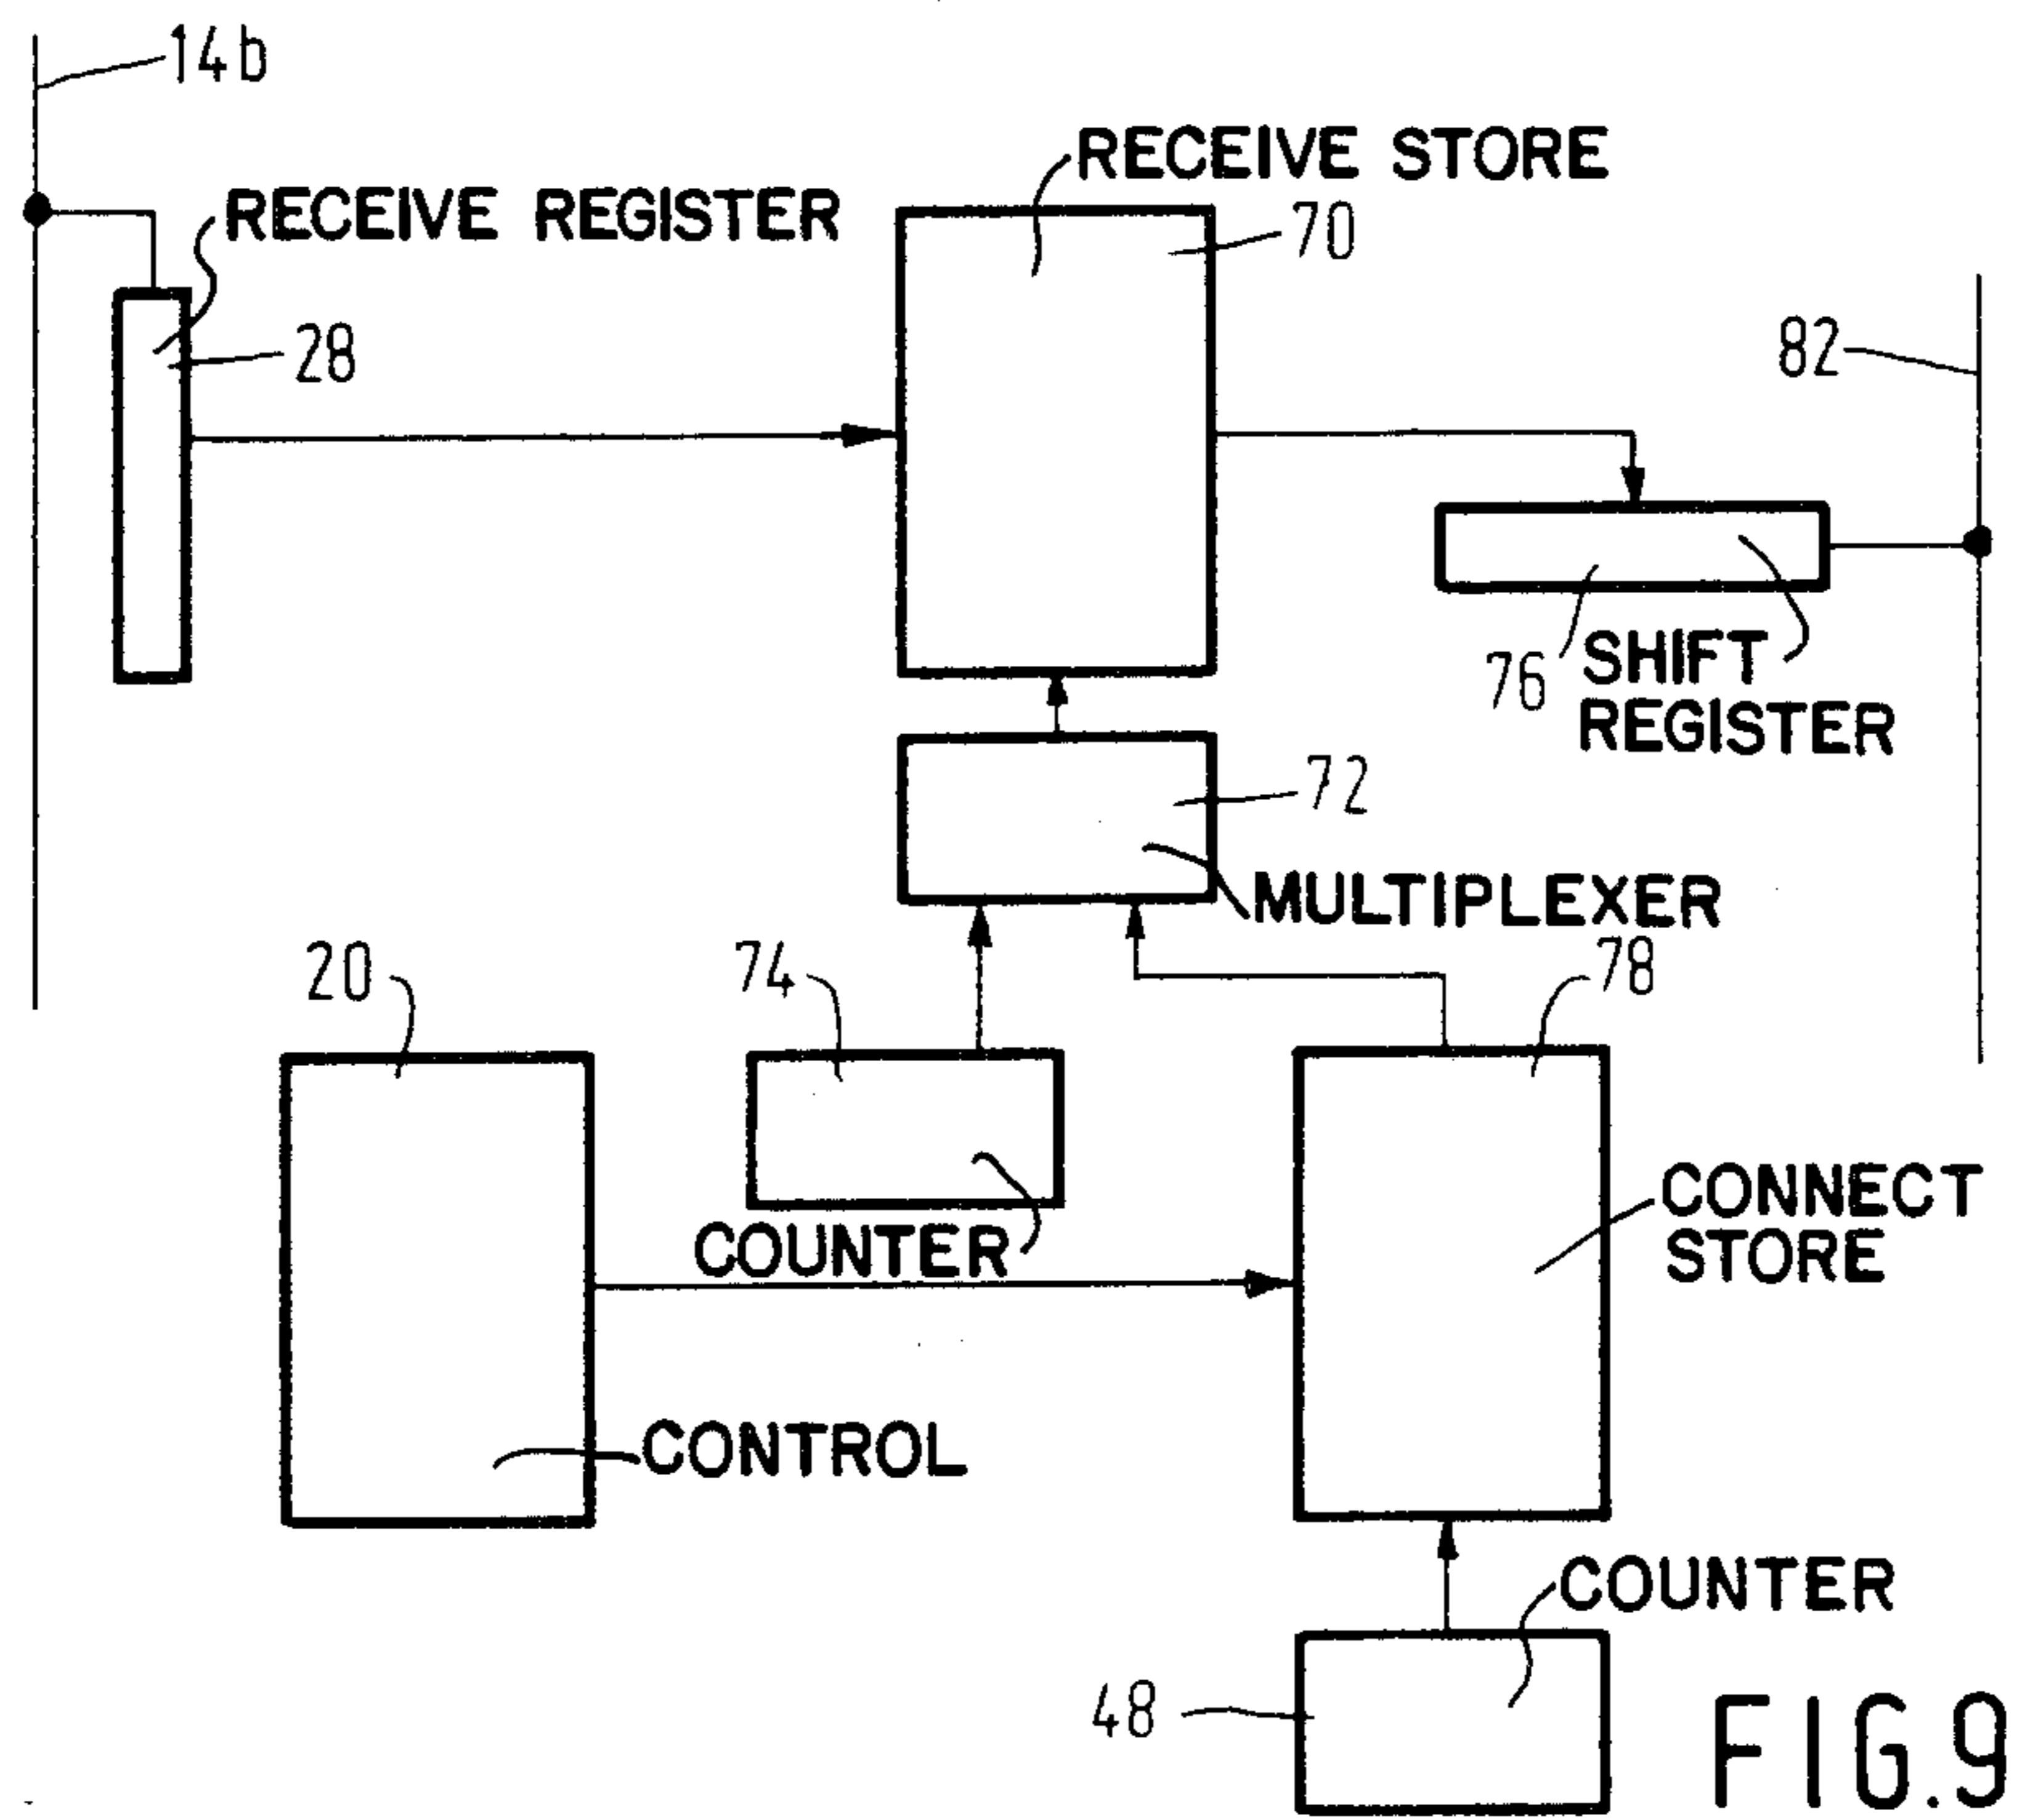 14b
RECEIVE STORE
RECEIVE REGISTER
70
28
82
76
SHIFT
REGISTER
72
MULTIPLEXER
20
74
78
CONNECT
STORE
COUNTER
CONTROL
COUNTER
48
FIG.9